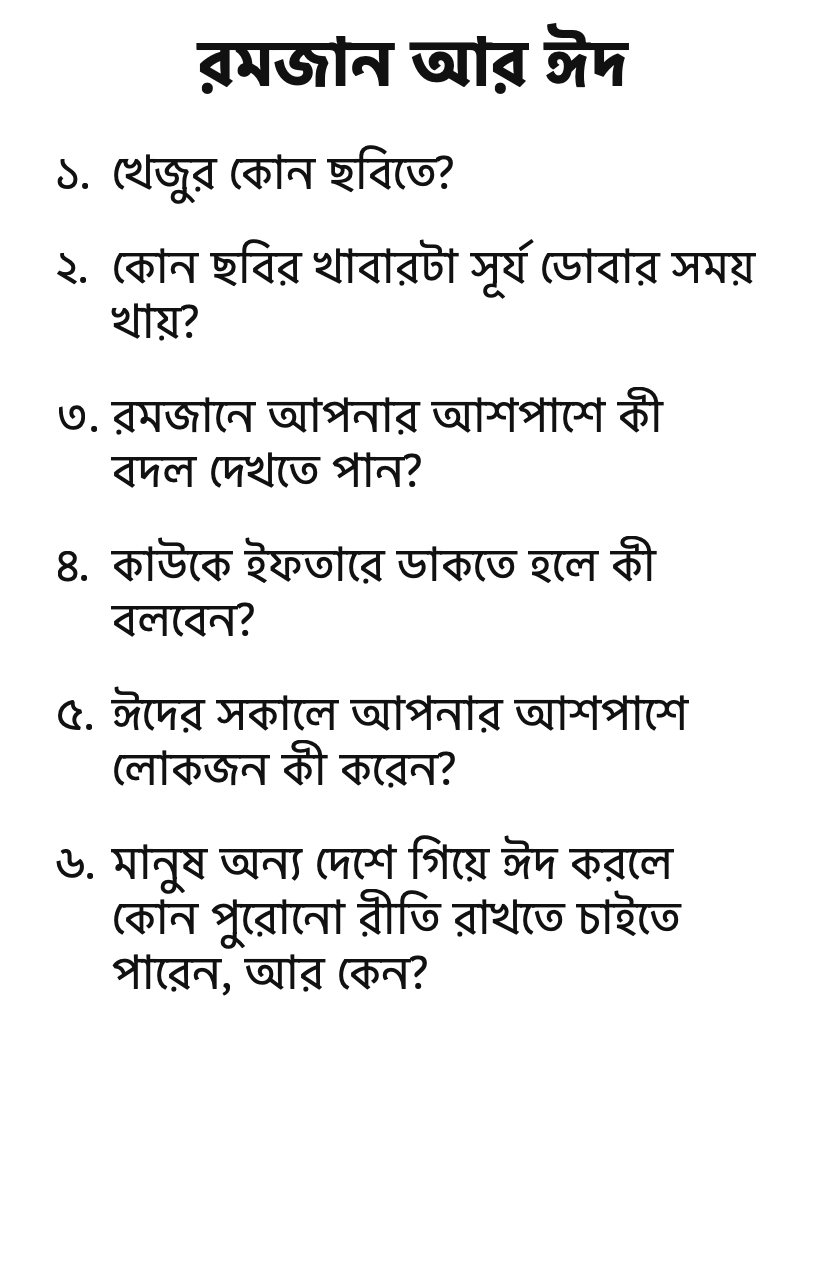 রমজান আর ঈদ
১. খেজুর কোন ছবিতে?
২. কোন ছবির খাবারটা সূর্য ডোবার সময়
খায়?
৩. রমজানে আপনার আশপাশে কী
বদল দেখতে পান?
৪. কাউকে ইফতারে ডাকতে হলে কী
বলবেন?
৫. ঈদের সকালে আপনার আশপাশে
লোকজন কী করেন?
৬. মানুষ অন্য দেশে গিয়ে ঈদ করলে
কোন পুরোনো রীতি রাখতে চাইতে
পারেন, আর কেন?